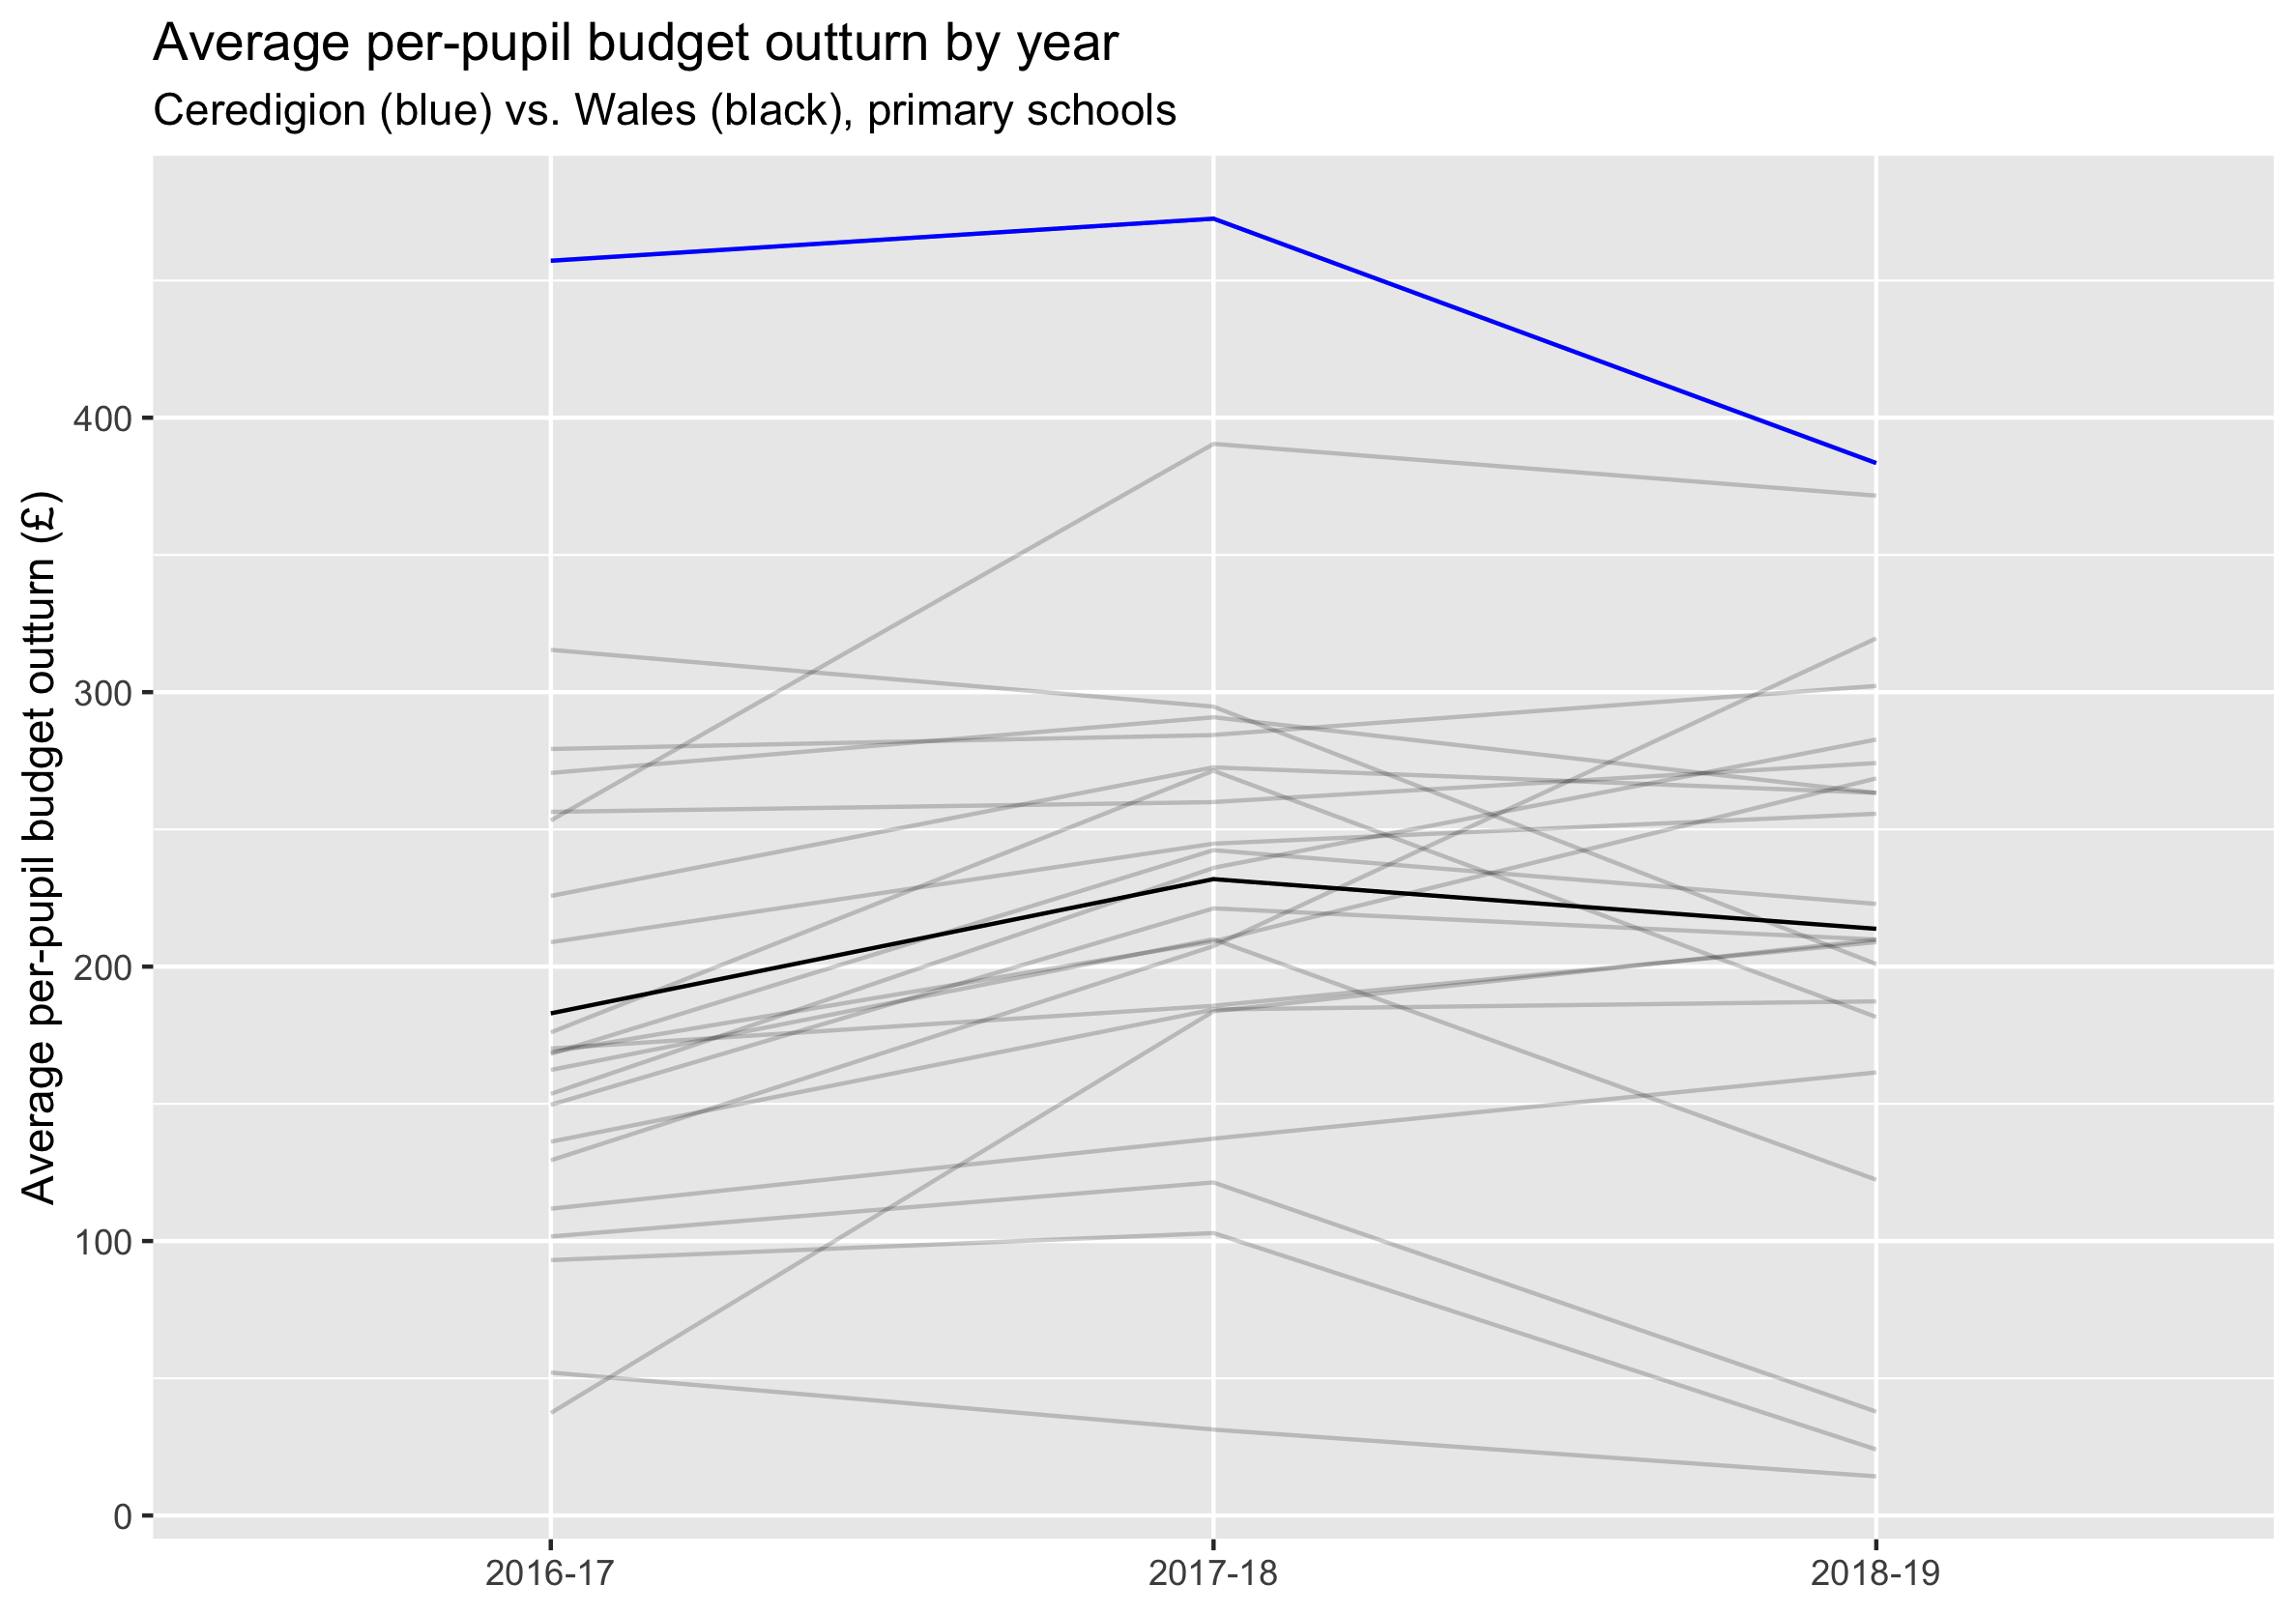 Average per-pupil budget outturn by year
Ceredigion (blue) vs. Wales (black), primary schools
Average per-pupil budget outturn (£)
400
300
200
100
0
2016-17
2017-18
2018-19